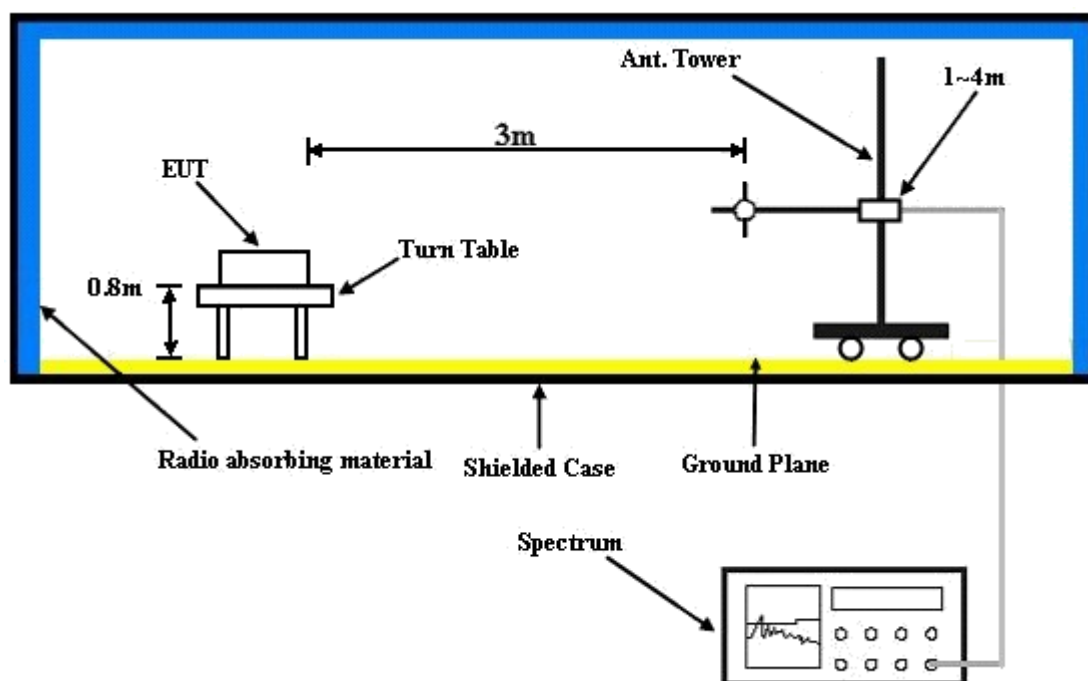 Ant. Tower
1~4m
3m
EUT
Turn Table
0.8m
Radio absorbing material
Shielded Case
Ground Plane
Spectrum